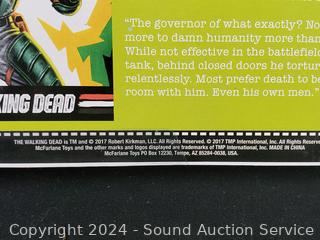 "The governor of what exactly? No
more to damn humanity more than
While not effective in the battlefield
tank, behind closed doors he torture
relentlessly. Most prefer death to be
room with him. Even his own men."
KING DEAD
THE WALKING DEAD is TM and © 2017 Robert Kirkman, LLC. All Rights Reserved. © 2017 TMP International, Inc. All rights reserved.
McFarlane Toys and the other marks and logos displayed are trademarks of TMP International, Inc. MADE IN CHINA
McFarlane Toys PO Box 12230, Tempe, AZ 85284-0038, USA.
Copyright 2024 - Sound Auction Service